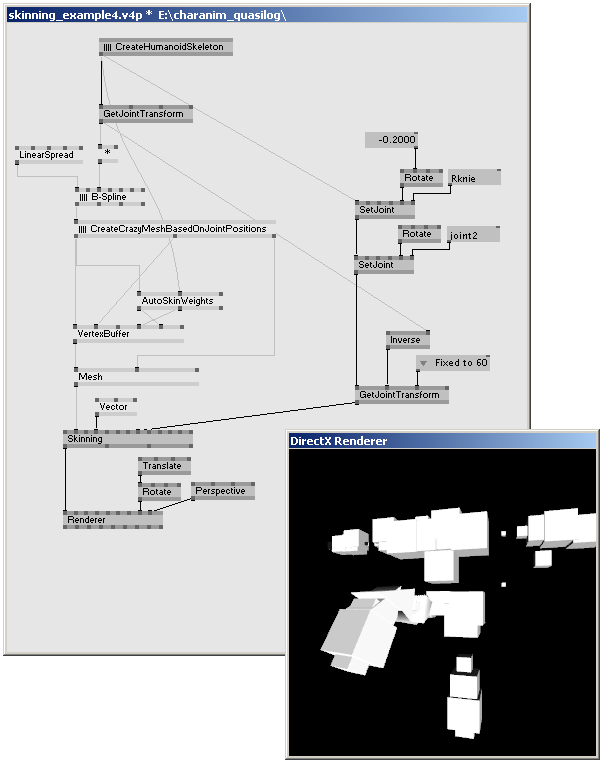 skinning_example4.v4p * E:\charanim_quasilog\
CreateHumanoidSkeleton
GetJointTransform
LinearSpread
*
B-Spline
CreateCrazyMeshBasedOnJointPositions
AutoSkinWeights
VertexBuffer
Mesh
Vector
Skinning
Translate
Rotate
Perspective
Renderer
-0.2000
Rotate
Rknie
SetJoint
Rotate
joint2
SetJoint
Inverse
Fixed to 60
GetJointTransform
DirectX Renderer